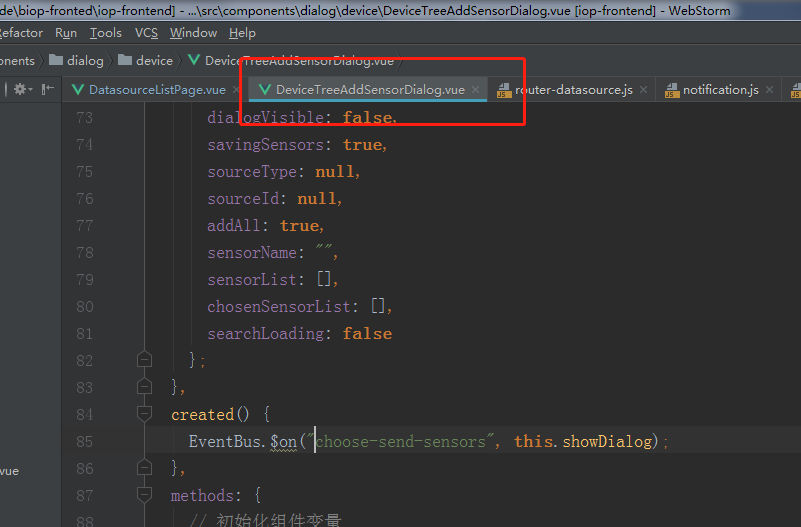 de\biop-fronted\iop-frontend] - ...\src\components\dialog\device\DeviceTreeAddSensorDialog.vue [iop-frontend] - WebStorm
efactor Run Tools VCS Window Help
onents dialog device DeviceTreeAddSensorDialog.vue
DatasourceListPage.vue DeviceTreeAddSensorDialog.vue router-datasource.js notification.js
73 dialogVisible: false,
74 savingSensors: true,
75 sourceType: null,
76 sourceId: null,
77 addAll: true,
78 sensorName: "",
79 sensorList: [],
80 chosenSensorList: [],
81 searchLoading: false
82 };
83 },
84 created() {
85 EventBus.$on("choose-send-sensors", this.showDialog);
86 },
.vue
87 methods: {
88 // 初始化组件变量